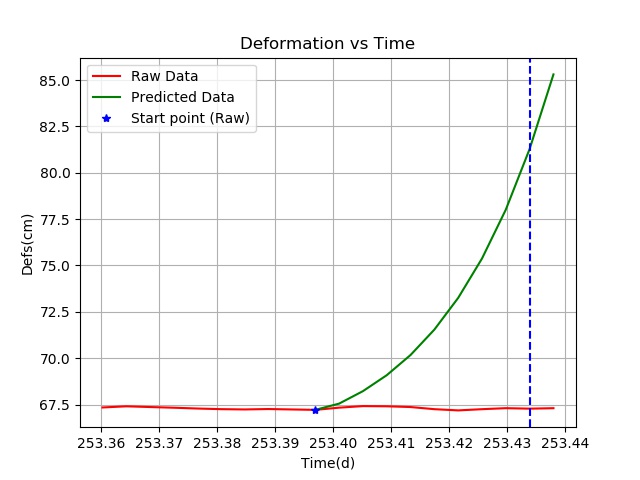 Deformation vs Time
Raw Data
Predicted Data
Start point (Raw)
85.0
82.5
80.0
77.5
75.0
72.5
70.0
67.5
Defs(cm)
253.36 253.37 253.38 253.39 253.40 253.41 253.42 253.43 253.44
Time(d)